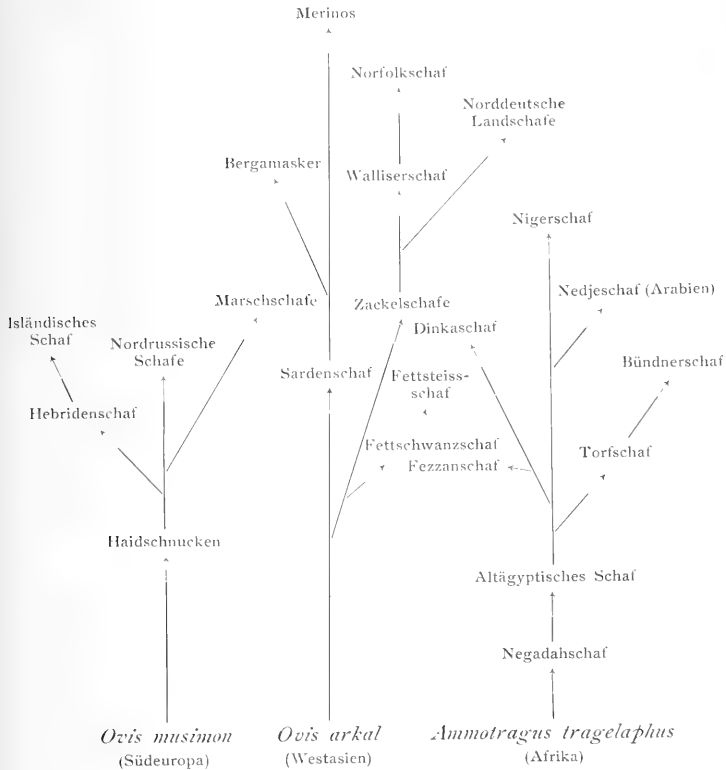 Merinos
Norfolkschaf
Norddeutsche
Landschafe
Bergamasker
Walliserschaf
Nigerschaf
Marschschafe
Zackelschafe
Nedjeschaf (Arabien)
Isländisches
Schaf
Nordrussische
Schafe
Dinkaschaf
Bündnerschaf
Sardenschaf
Fettsteiss-
schaf
Hebridenschaf
Fettschwanzschaf
Fezzanschaf
Torfschaf
Haidschnucken
Altägyptisches Schaf
Negadahschaf
Ovis musimon
(Südeuropa)
Ovis arkal
(Westasien)
Ammotragus tragelaphus
(Afrika)